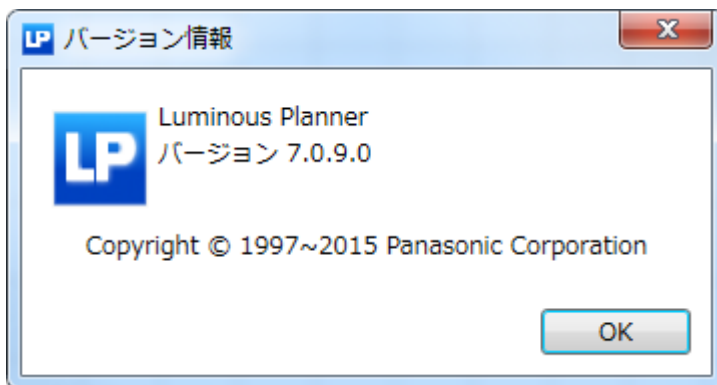 LP バージョン情報
LP
Luminous Planner
バージョン 7.0.9.0
Copyright © 1997~2015 Panasonic Corporation
OK